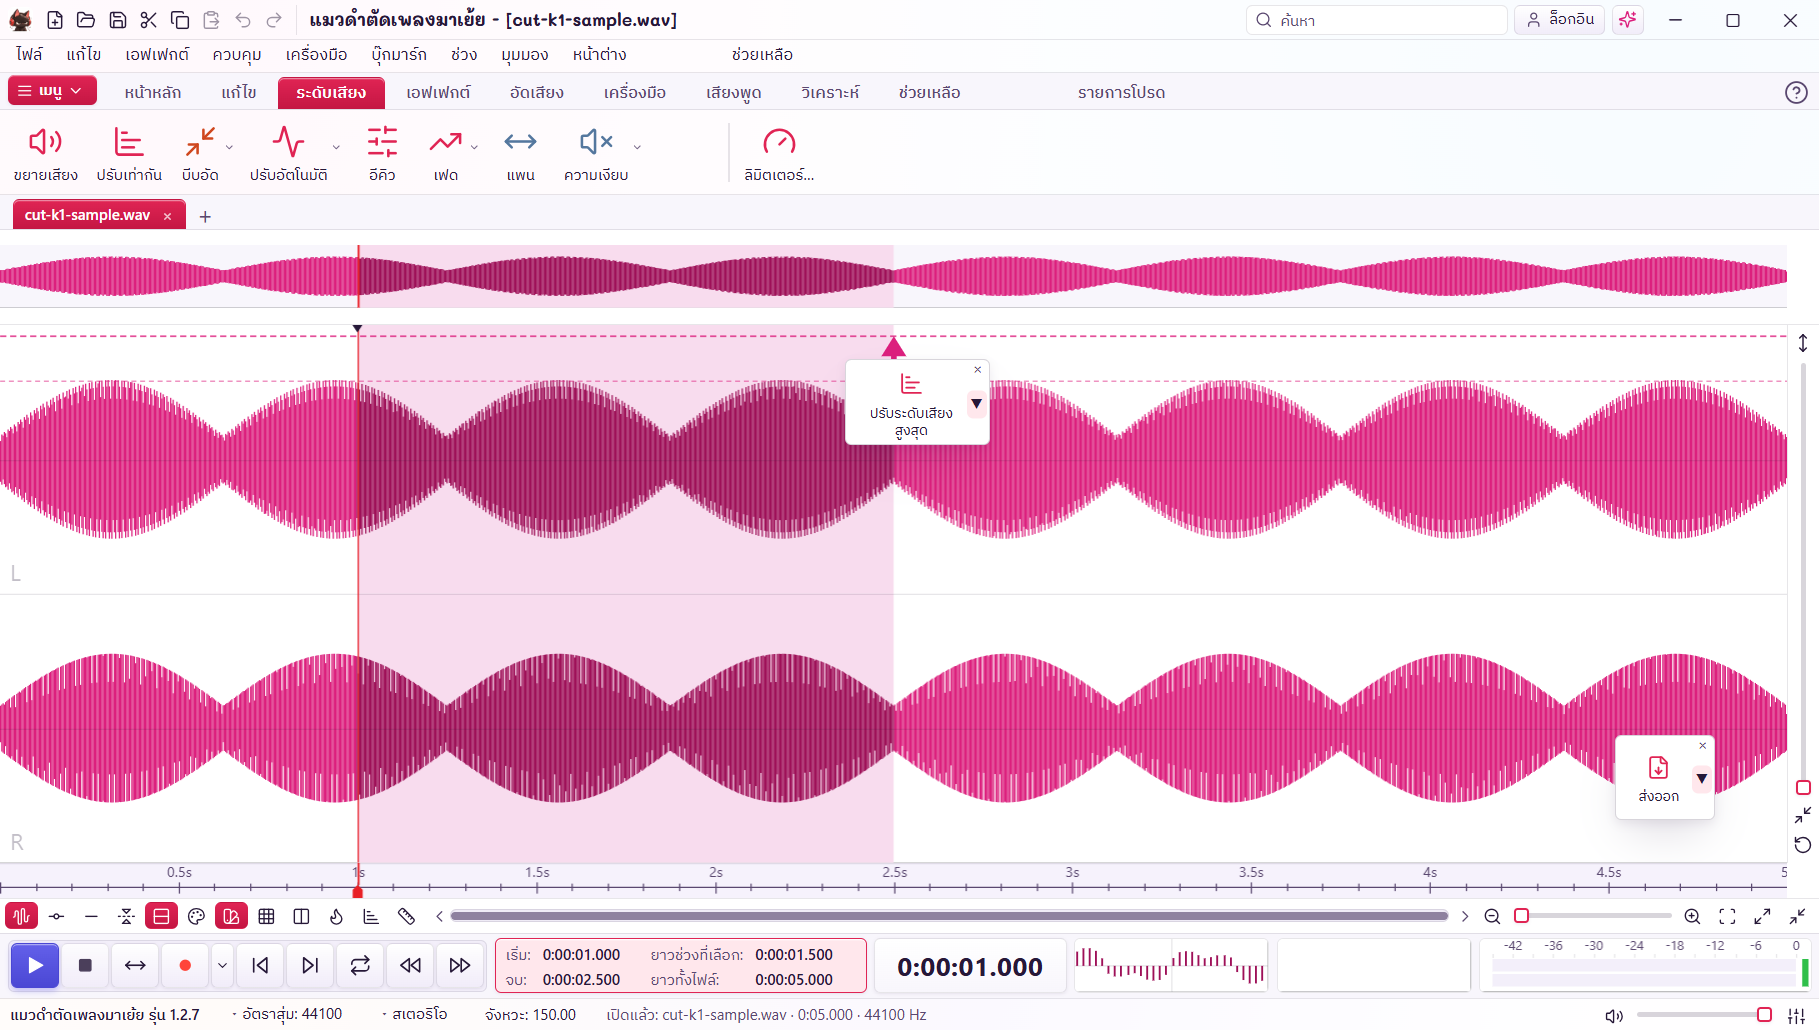 แมวดำตัดเพลงมาเย้ย - [cut-k1-sample.wav]
ค้นหา
ล็อกอิน
ไฟล์ แก้ไข เอฟเฟกต์ ควบคุม เครื่องมือ บุ๊กมาร์ก ช่วง มุมมอง หน้าต่าง ช่วยเหลือ
เมนู หน้าหลัก แก้ไข ระดับเสียง เอฟเฟกต์ อัดเสียง เครื่องมือ เสียงพูด วิเคราะห์ ช่วยเหลือ รายการโปรด
ขยายเสียง ปรับเท่ากัน บีบอัด ปรับอัตโนมัติ อีคิว เฟด แพน ความเงียบ ลิมิตเตอร์...
cut-k1-sample.wav
ปรับระดับเสียง
สูงสุด
L
R
ส่งออก
0.5s 1s 1.5s 2s 2.5s 3s 3.5s 4s 4.5s 5
เริ่ม: 0:00:01.000 ยาวช่วงที่เลือก: 0:00:01.500
จบ: 0:00:02.500 ยาวทั้งไฟล์: 0:00:05.000
0:00:01.000
-42 -36 -30 -24 -18 -12 -6 0
แมวดำตัดเพลงมาเย้ย รุ่น 1.2.7 · อัตราสุ่ม: 44100 · สเตอริโอ จังหวะ: 150.00 เปิดแล้ว: cut-k1-sample.wav · 0:05.000 · 44100 Hz